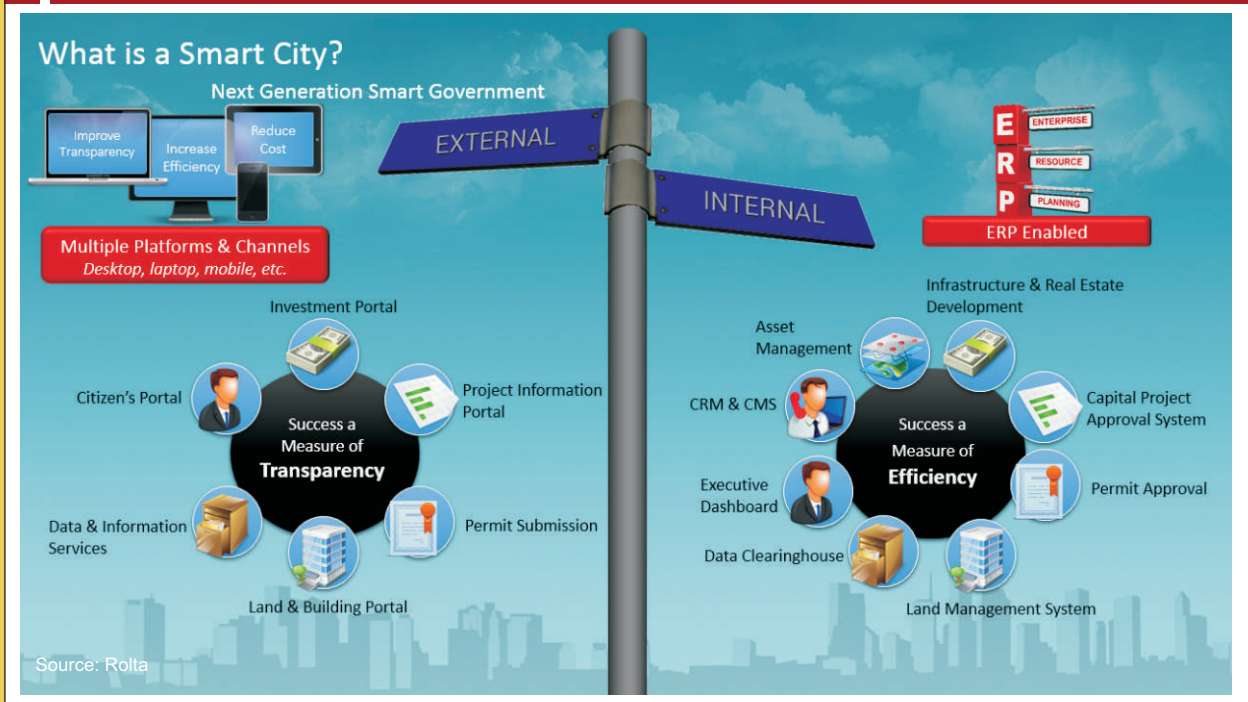 What is a Smart City?
Next Generation Smart Government
Improve
Transparency
Increase
Efficiency
Reduce
Cost
Multiple Platforms & Channels
Desktop, laptop, mobile, etc.
EXTERNAL
INTERNAL
E ENTERPRISE
R RESOURCE
P PLANNING
ERP Enabled
Investment Portal
Citizen's Portal
Project Information
Portal
Success a
Measure of
Transparency
Data & Information
Services
Permit Submission
Land & Building Portal
Infrastructure & Real Estate
Development
Asset
Management
CRM & CMS
Capital Project
Approval System
Success a
Measure of
Efficiency
Executive
Dashboard
Permit Approval
Data Clearinghouse
Land Management System
Source: Rolta